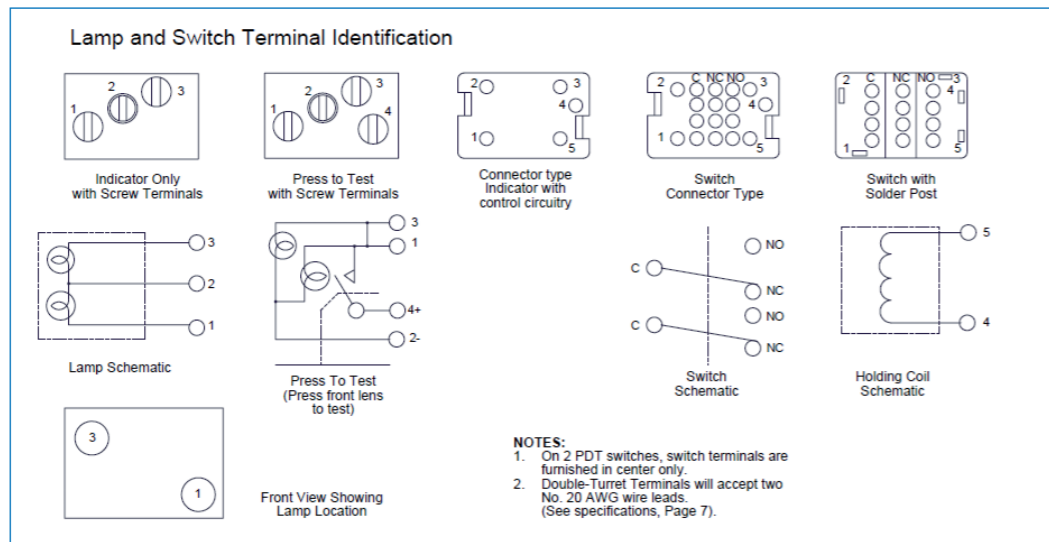 Lamp and Switch Terminal Identification
1
2
3
Indicator Only
with Screw Terminals
1
2
3
4
Press to Test
with Screw Terminals
2
3
4
1
5
Connector type
Indicator with
control circuitry
2
C NC NO
3
4
1
5
Switch
Connector Type
2
C
NC
NO
3
4
1
5
Switch with
Solder Post
3
2
1
Lamp Schematic
3
1
4+
2-
Press To Test
(Press front lens
to test)
NO
C
NC
NO
C
NC
Switch
Schematic
5
4
Holding Coil
Schematic
3
1
Front View Showing
Lamp Location
NOTES:
1. On 2 PDT switches, switch terminals are
furnished in center only.
2. Double-Turret Terminals will accept two
No. 20 AWG wire leads.
(See specifications, Page 7).